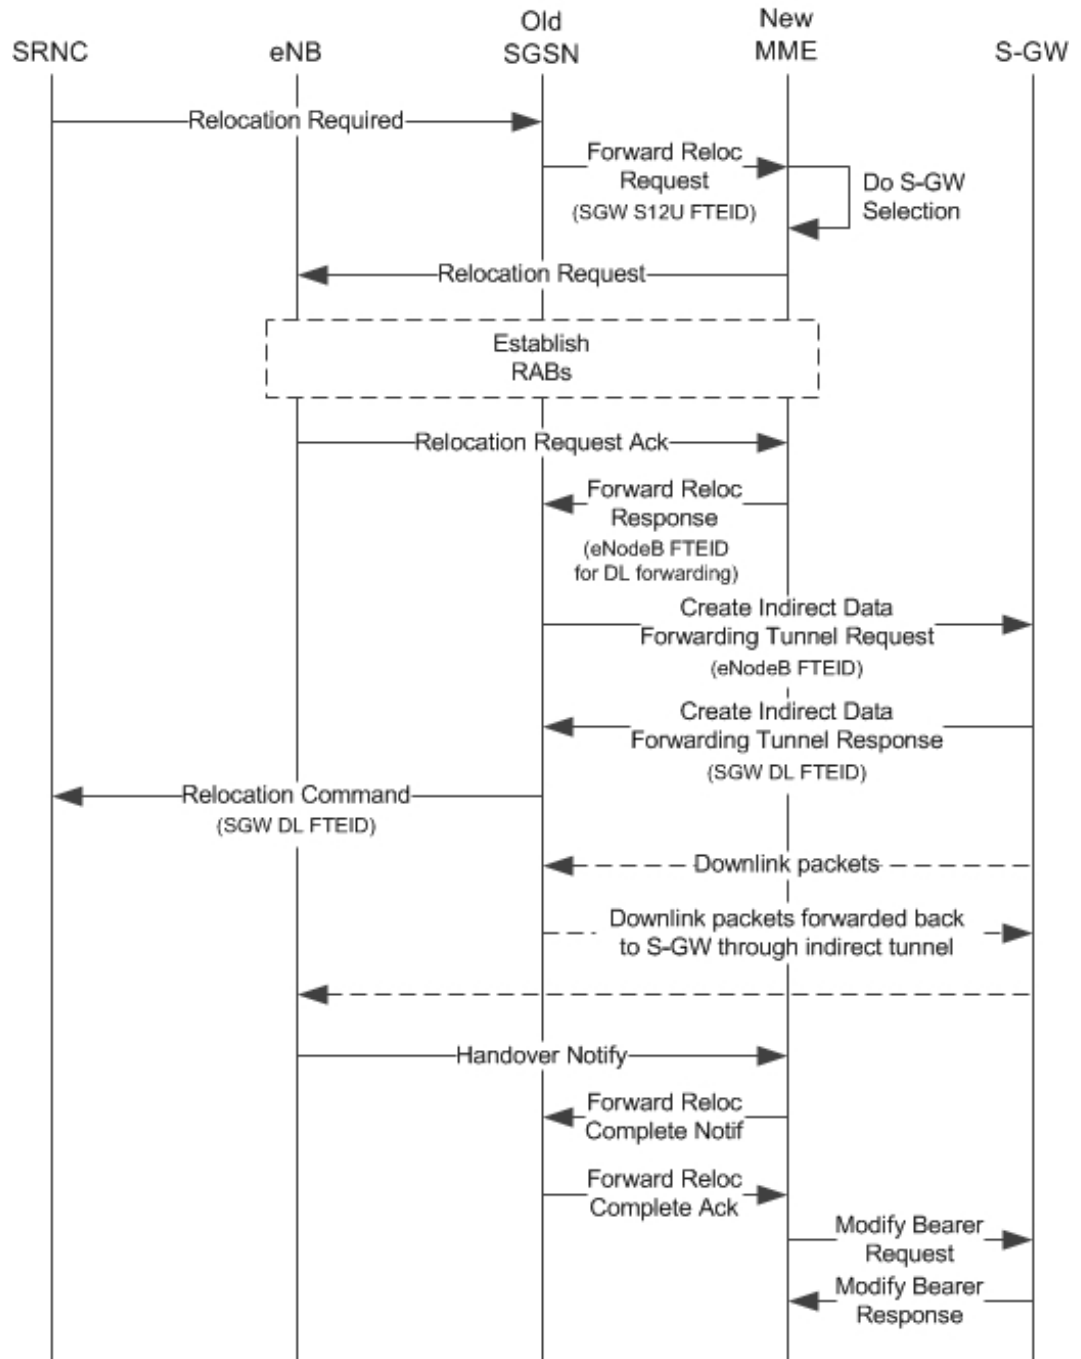 Old
New
SRNC
eNB
SGSN
MME
S-GW
Relocation Required
Forward Reloc
Request
(SGW S12U FTEID)
Do S-GW
Selection
Relocation Request
Establish
RABs
Relocation Request Ack
Forward Reloc
Response
(eNodeB FTEID
for DL forwarding)
Create Indirect Data
Forwarding Tunnel Request
(eNodeB FTEID)
Create Indirect Data
Forwarding Tunnel Response
(SGW DL FTEID)
Relocation Command
(SGW DL FTEID)
Downlink packets
Downlink packets forwarded back
to S-GW through indirect tunnel
Handover Notify
Forward Reloc
Complete Notif
Forward Reloc
Complete Ack
Modify Bearer
Request
Modify Bearer
Response